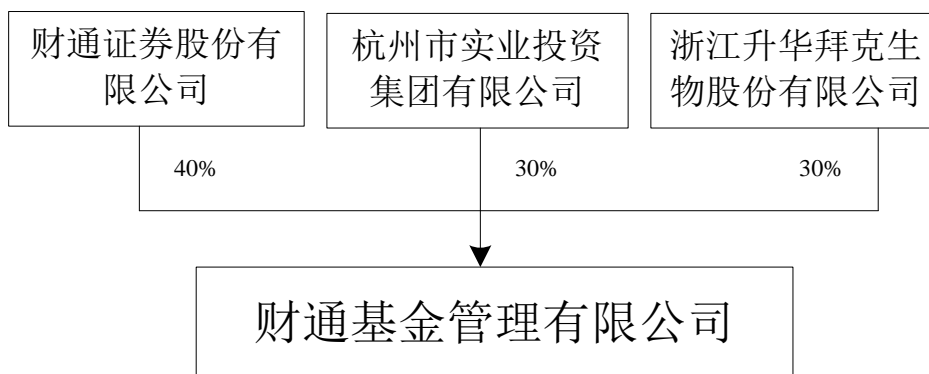 财通证券股份有
限公司
杭州市实业投资
集团有限公司
浙江升华拜克生
物股份有限公司
40%
30%
30%
财通基金管理有限公司